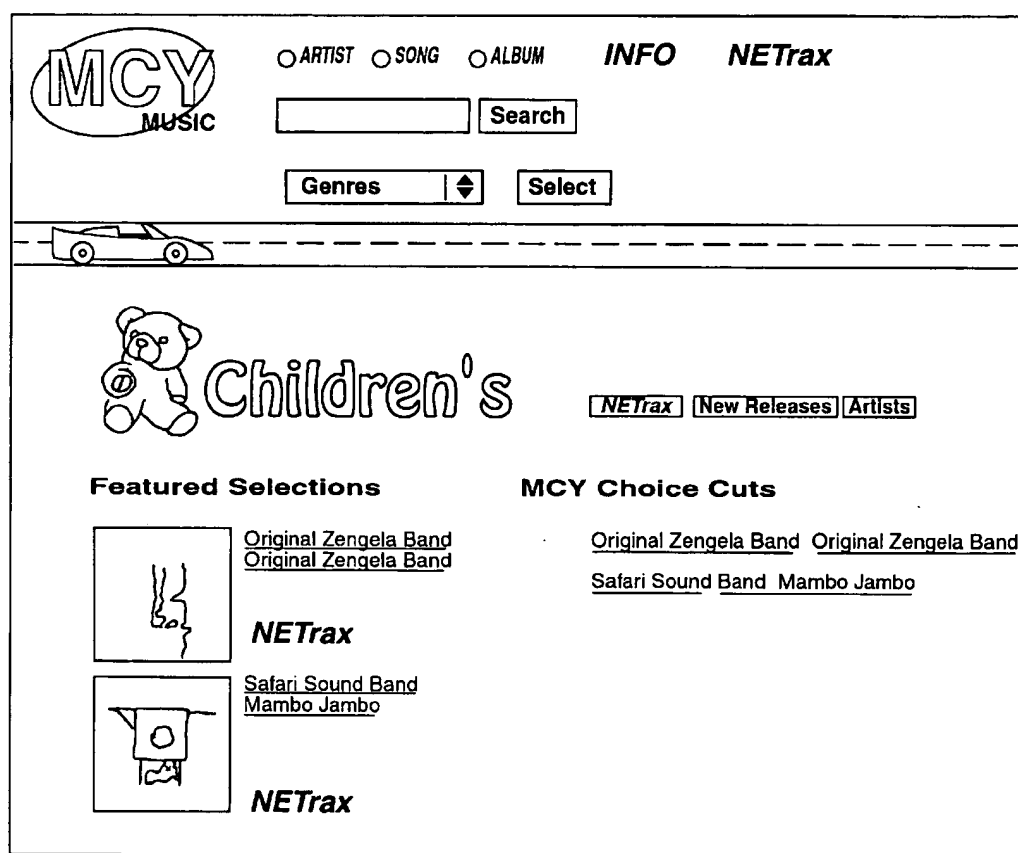 MCY MUSIC
ARTIST SONG ALBUM INFO NETrax
Search
Genres Select
Children's
NETrax New Releases Artists
Featured Selections
Original Zengela Band
Original Zengela Band
NETrax
Safari Sound Band
Mambo Jambo
NETrax
MCY Choice Cuts
Original Zengela Band Original Zengela Band
Safari Sound Band Mambo Jambo